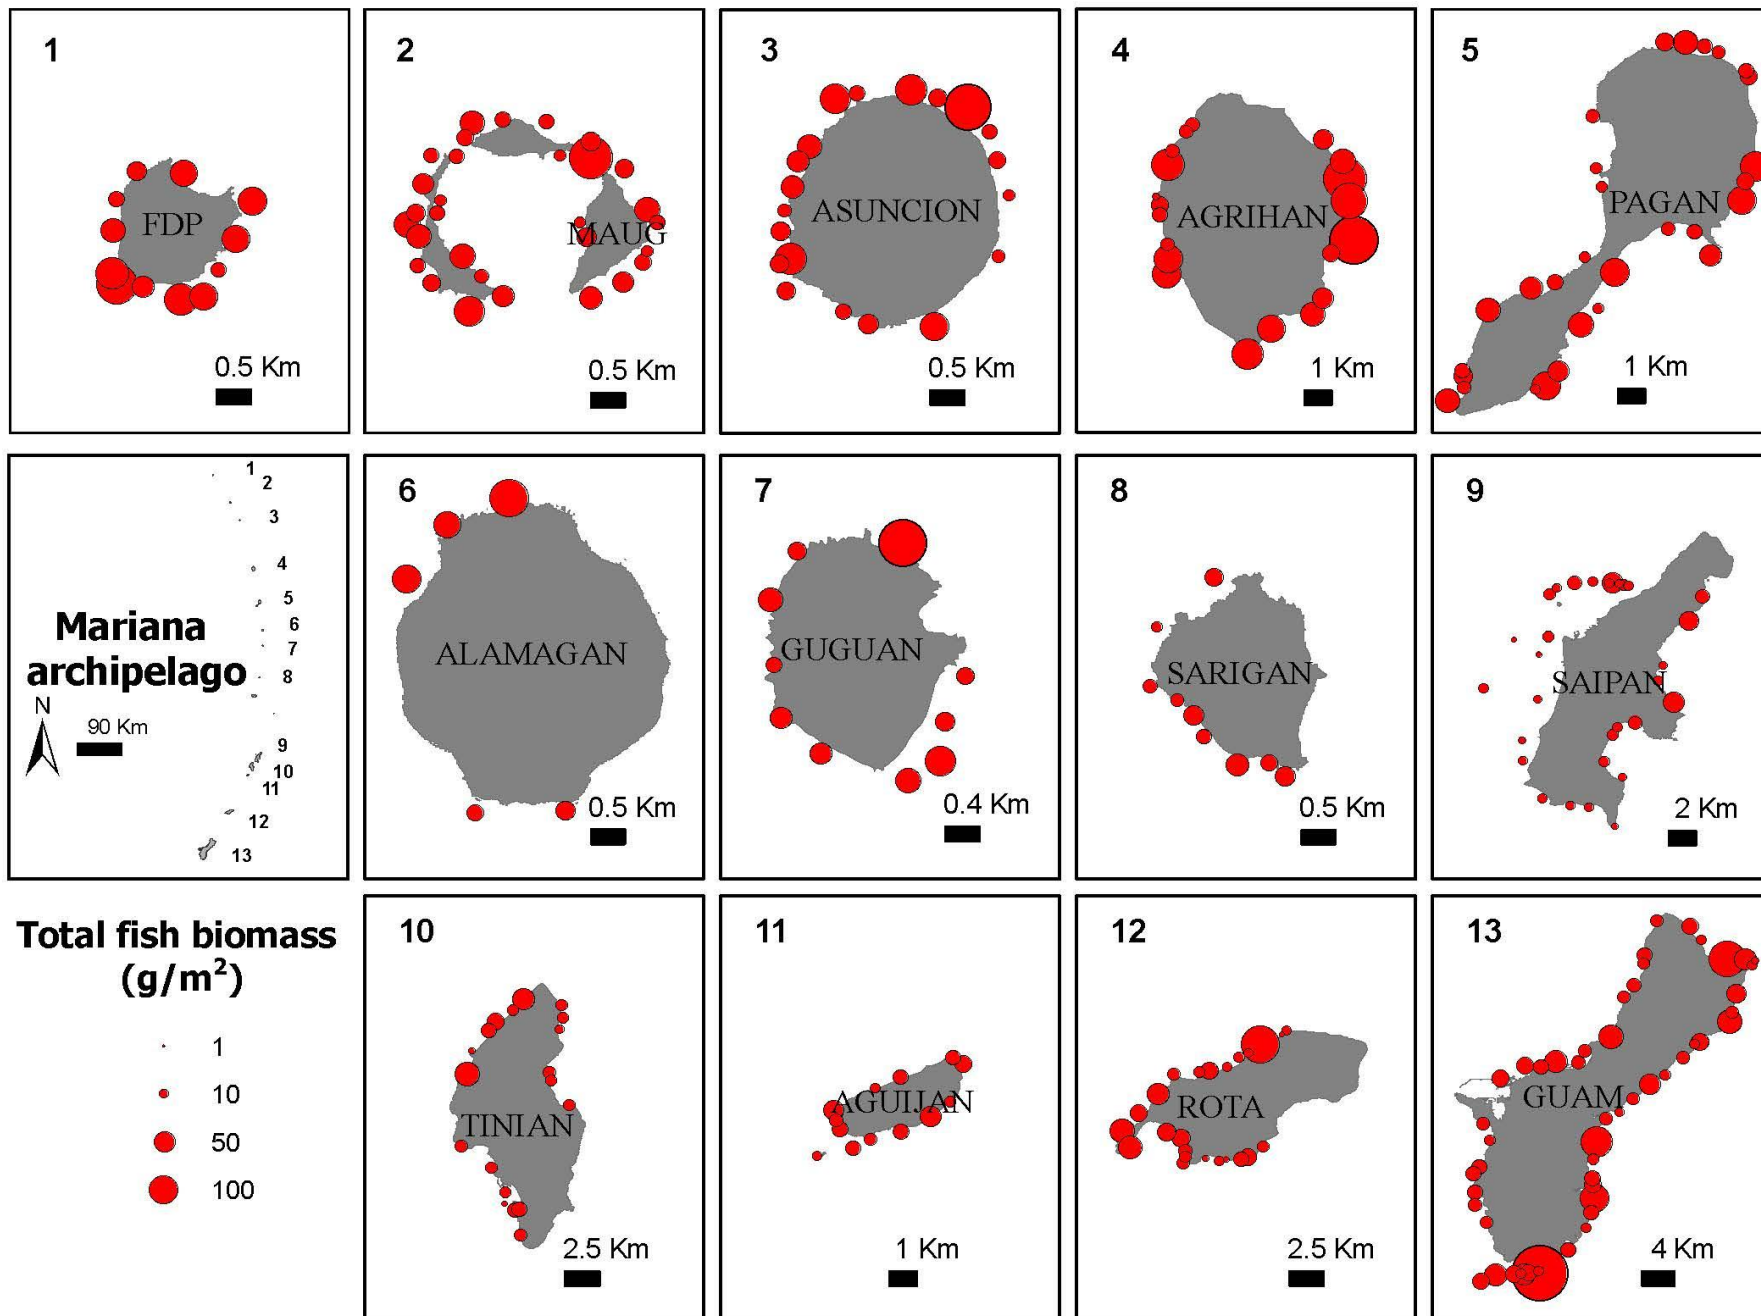 1
FDP
0.5 Km
2
MAUG
0.5 Km
3
ASUNCION
0.5 Km
4
AGRIHAN
1 Km
5
PAGAN
1 Km
Mariana
archipelago
N
90 Km
1
2
3
4
5
6
7
8
9
10
11
12
13
6
ALAMAGAN
0.5 Km
7
GUGUAN
0.4 Km
8
SARIGAN
0.5 Km
9
SAIPAN
2 Km
Total fish biomass
(g/m²)
1
10
50
100
10
TINIAN
2.5 Km
11
AGUIJAN
1 Km
12
ROTA
2.5 Km
13
GUAM
4 Km